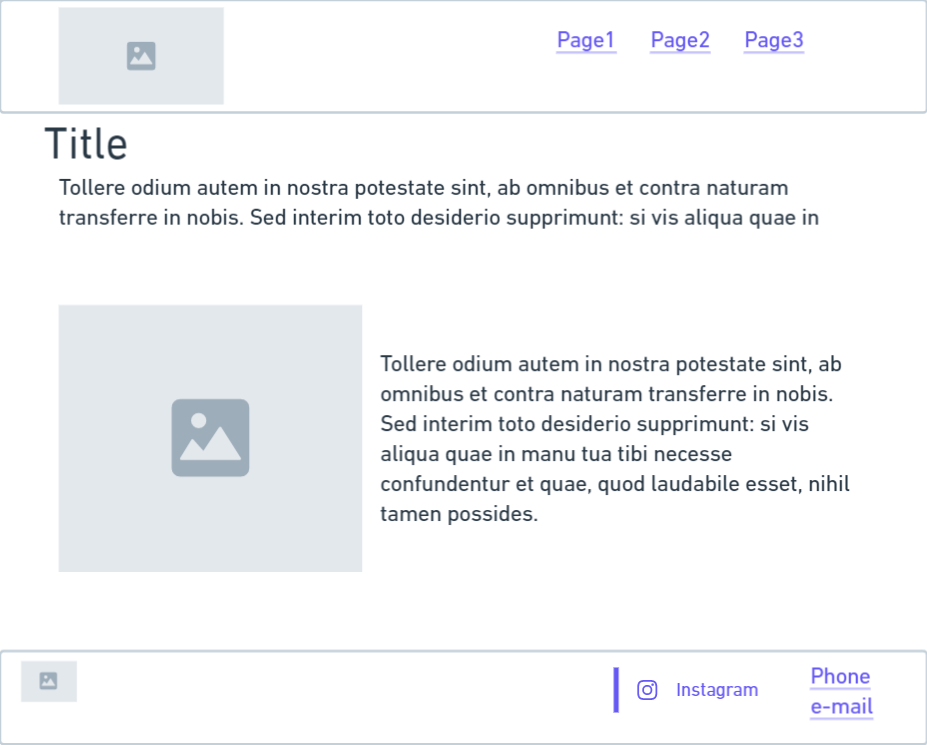 Page1 Page2 Page3
Title
Tollere odium autem in nostra potestate sint, ab omnibus et contra naturam
transferre in nobis. Sed interim toto desiderio supprimunt: si vis aliqua quae in
Tollere odium autem in nostra potestate sint, ab
omnibus et contra naturam transferre in nobis.
Sed interim toto desiderio supprimunt: si vis
aliqua quae in manu tua tibi necesse
confundentur et quae, quod laudabile esset, nihil
tamen possides.
Instagram
Phone
e-mail